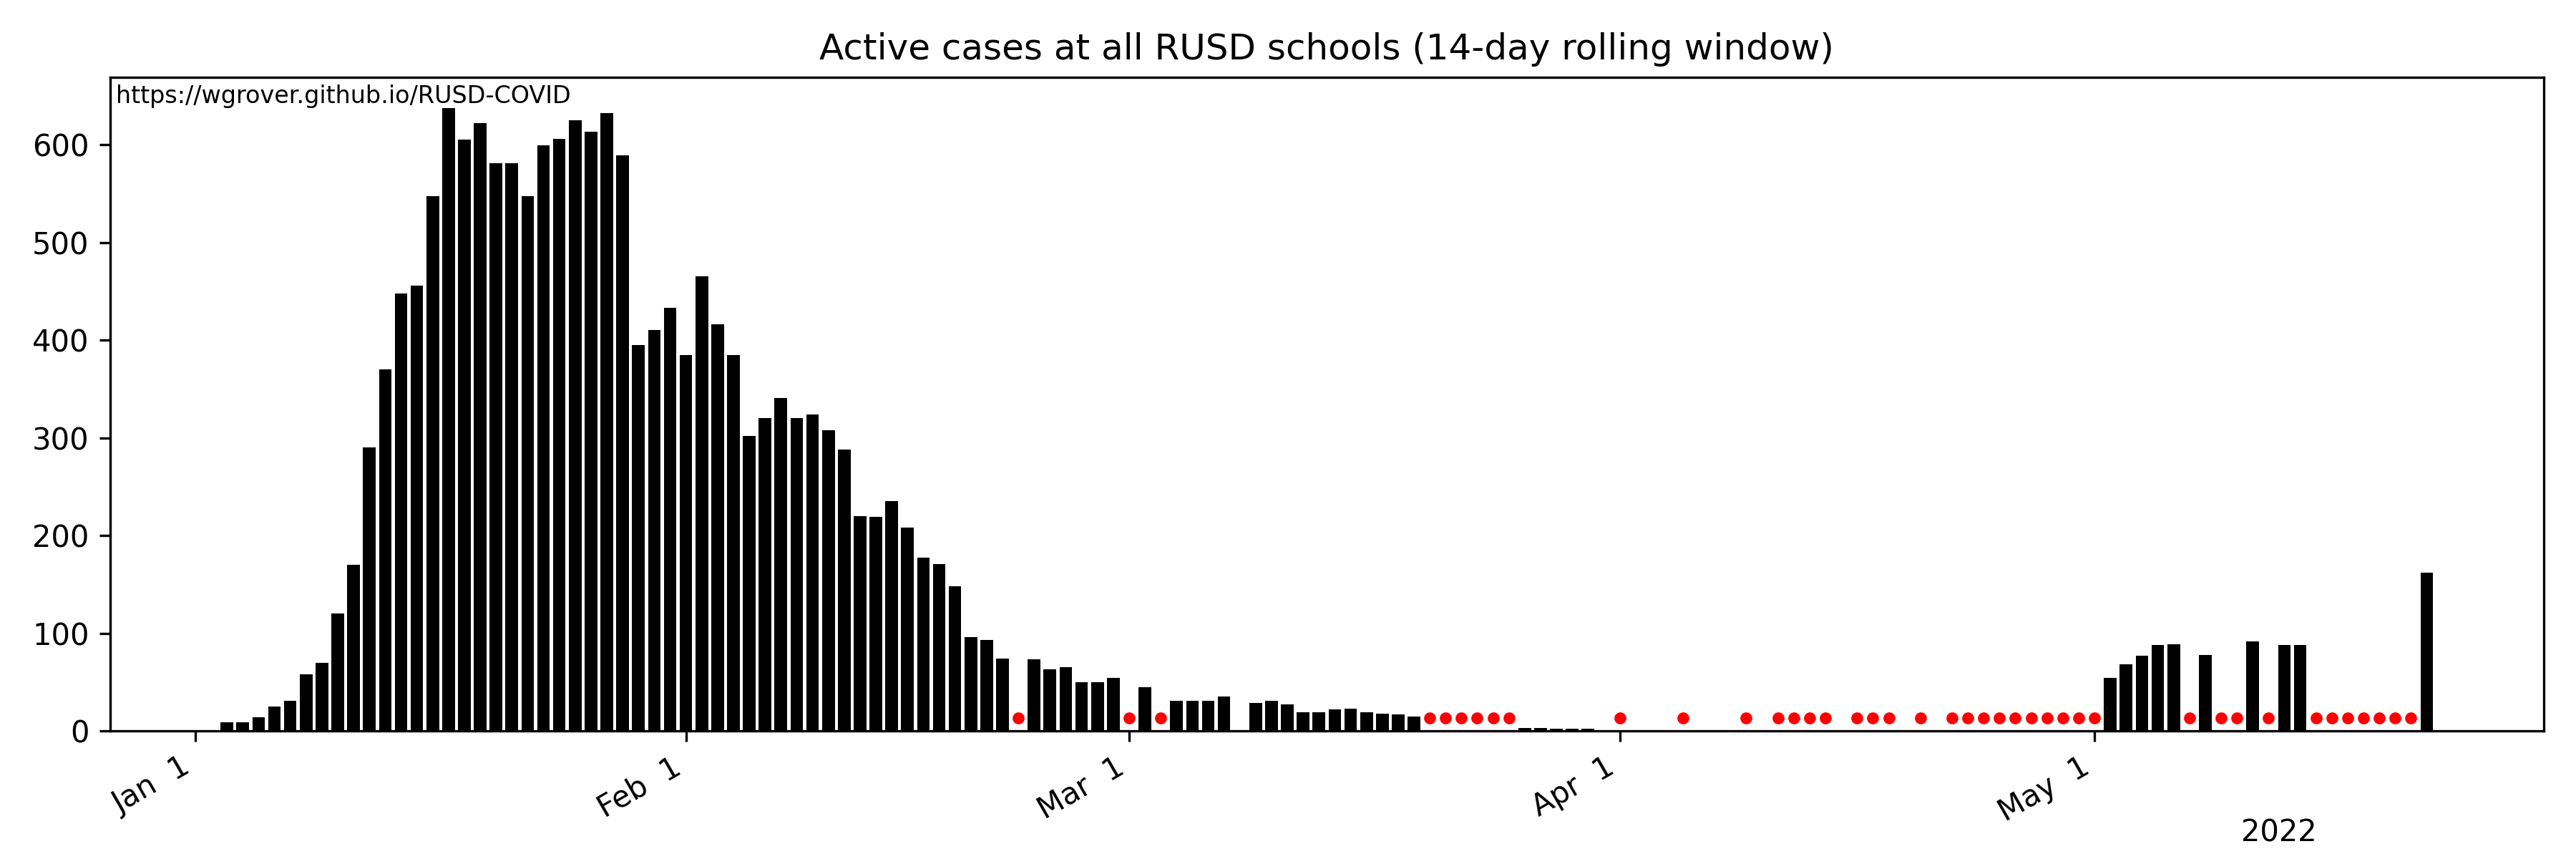 Active cases at all RUSD schools (14-day rolling window)
https://wgrover.github.io/RUSD-COVID
600
500
400
300
200
100
0
Jan 1
Feb 1
Mar 1
Apr 1
May 1
2022